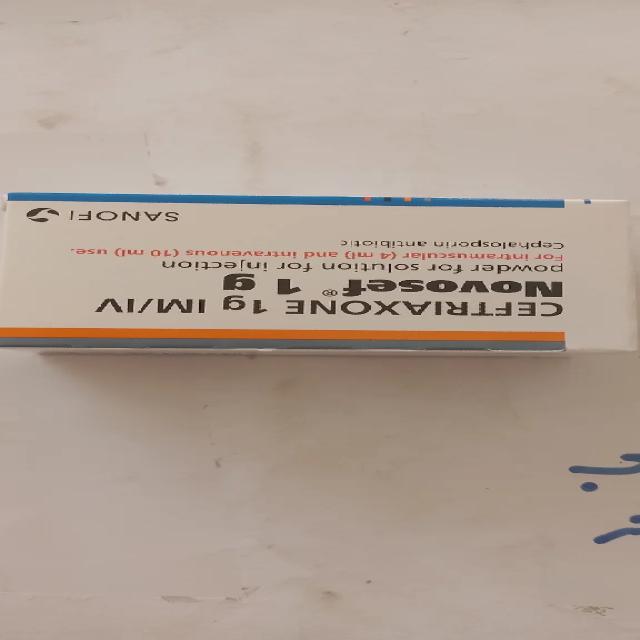 CEFTRIAXONE 1g IM/IV
Novosef® 1 g
powder for solution for injection
For intramuscular (4 ml) and intravenous (10 ml) use.
Cephalosporin antibiotic
SANOFI